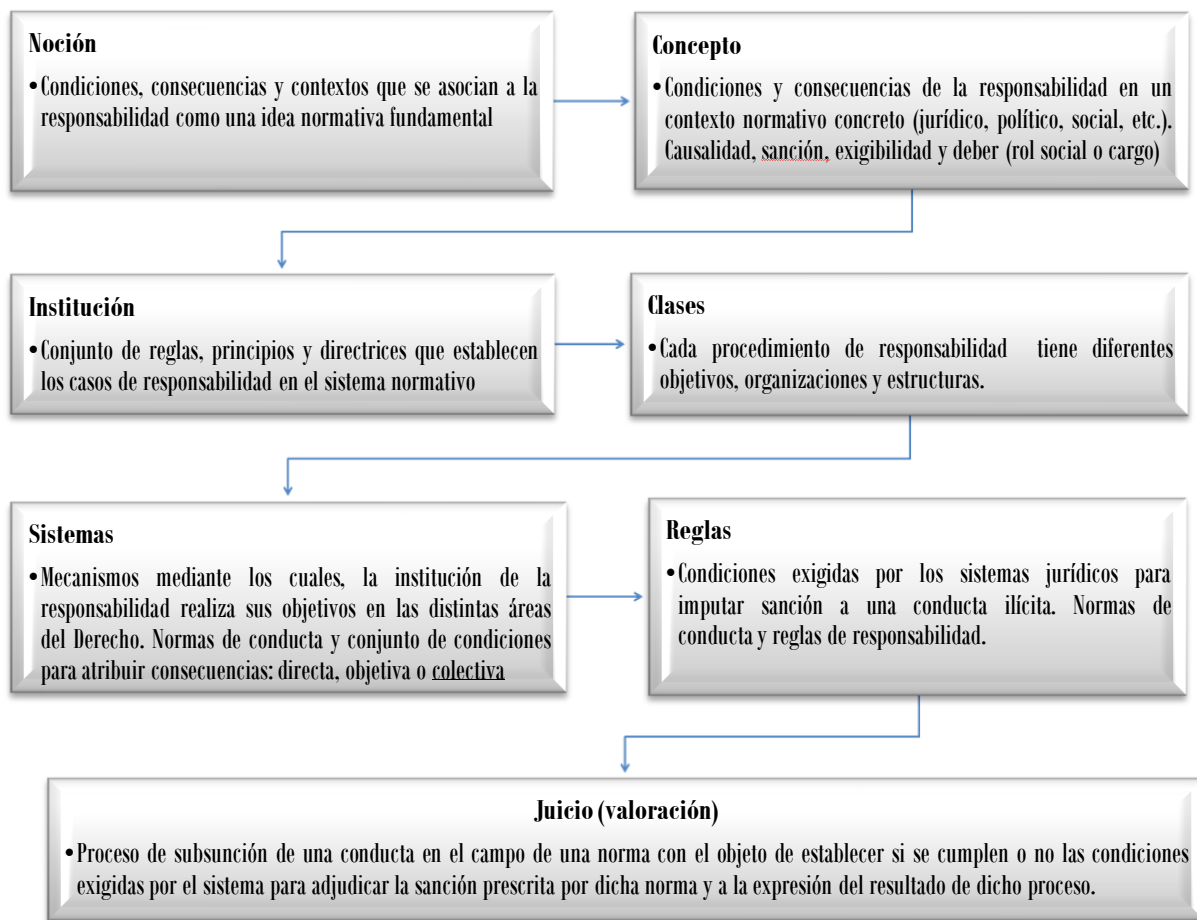 Noción
•Condiciones, consecuencias y contextos que se asocian a la
responsabilidad como una idea normativa fundamental
Concepto
•Condiciones y consecuencias de la responsabilidad en un
contexto normativo concreto (jurídico, político, social, etc.).
Causalidad, sanción, exigibilidad y deber (rol social o cargo)
Institución
•Conjunto de reglas, principios y directrices que establecen
los casos de responsabilidad en el sistema normativo
Clases
•Cada procedimiento de responsabilidad tiene diferentes
objetivos, organizaciones y estructuras.
Sistemas
•Mecanismos mediante los cuales, la institución de la
responsabilidad realiza sus objetivos en las distintas áreas
del Derecho. Normas de conducta y conjunto de condiciones
para atribuir consecuencias: directa, objetiva o colectiva
Reglas
•Condiciones exigidas por los sistemas jurídicos para
imputar sanción a una conducta ilícita. Normas de
conducta y reglas de responsabilidad.
Juicio (valoración)
•Proceso de subsunción de una conducta en el campo de una norma con el objeto de establecer si se cumplen o no las condiciones
exigidas por el sistema para adjudicar la sanción prescrita por dicha norma y a la expresión del resultado de dicho proceso.